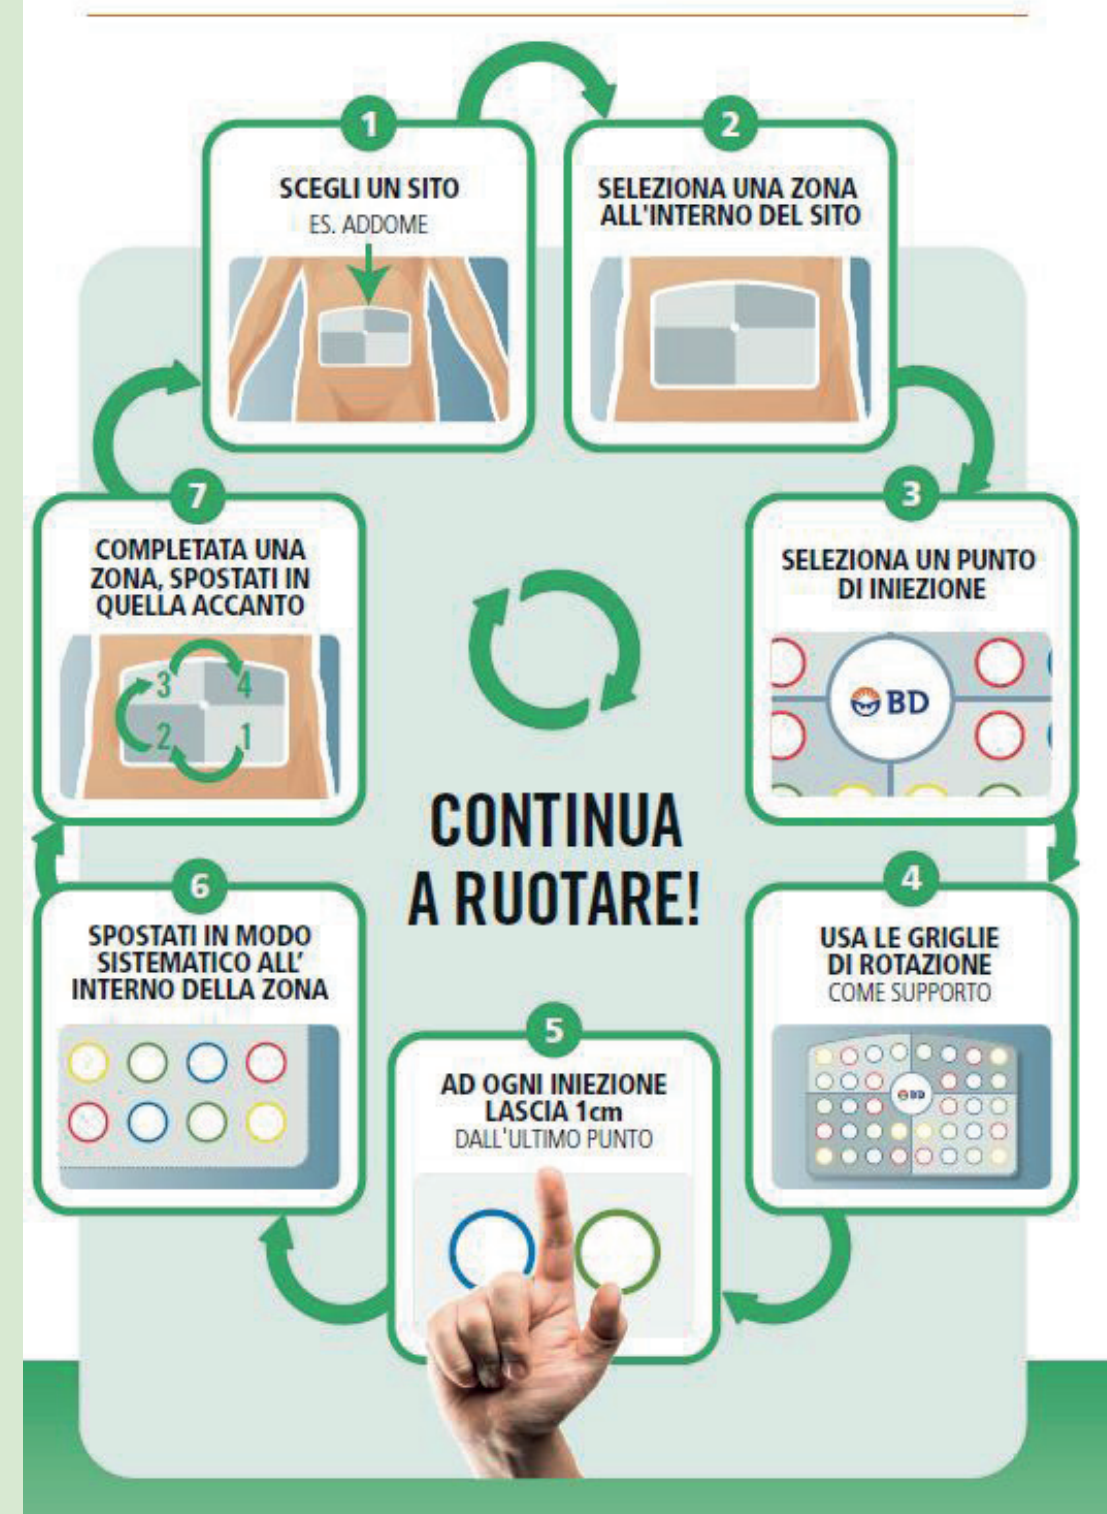 1
SCEGLI UN SITO
ES. ADDOME
2
SELEZIONA UNA ZONA
ALL'INTERNO DEL SITO
3
SELEZIONA UN PUNTO
DI INIEZIONE
BD
4
USA LE GRIGLIE
DI ROTAZIONE
COME SUPPORTO
BD
5
AD OGNI INIEZIONE
LASCIA 1cm
DALL'ULTIMO PUNTO
6
SPOSTATI IN MODO
SISTEMATICO ALL'
INTERNO DELLA ZONA
7
COMPLETATA UNA
ZONA, SPOSTATI IN
QUELLA ACCANTO
3 4
2 1
CONTINUA
A RUOTARE!